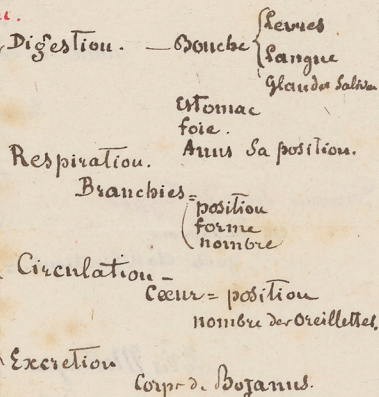 Lèvres
Digestion. — Bouche
Langue
Glandes Saliv
Estomac
foie.
Anus Sa position.
Respiration.
Branchies =
position
forme
nombre
Circulation —
Cœur = position
nombre des Oreillettes.
Excretion
Corps de Bojanus.